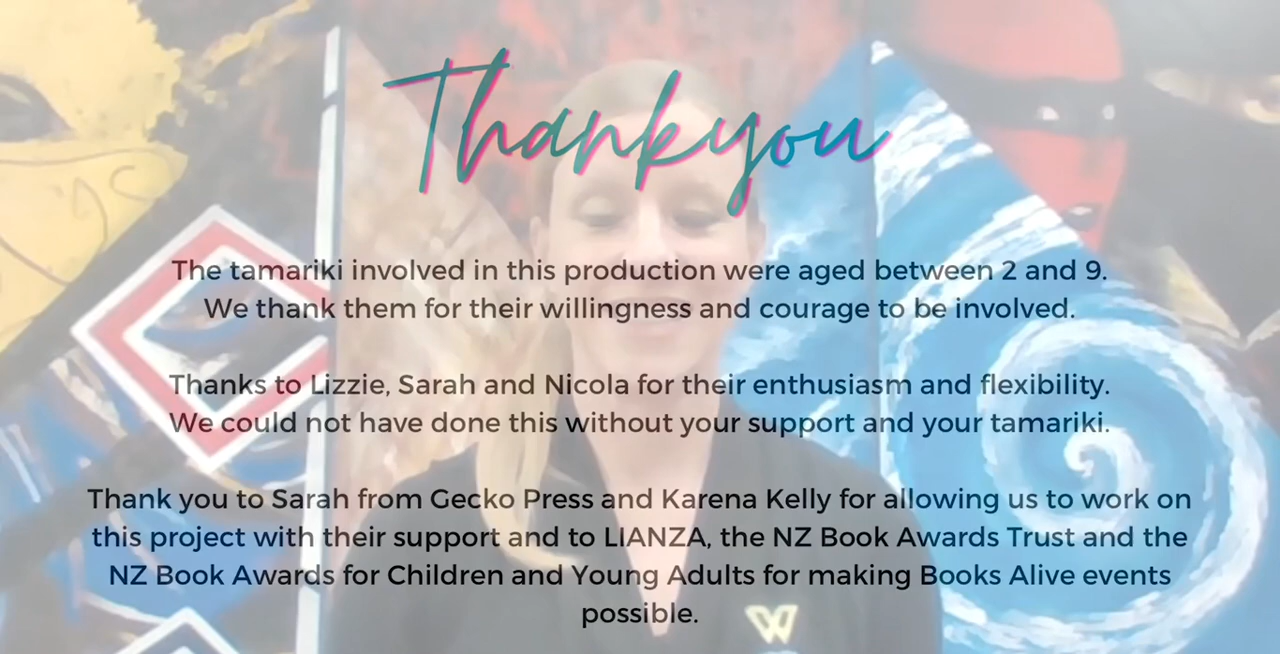 Thankyou
The tamariki involved in this production were aged between 2 and 9.
We thank them for their willingness and courage to be involved.
Thanks to Lizzie, Sarah and Nicola for their enthusiasm and flexibility.
We could not have done this without your support and your tamariki.
Thank you to Sarah from Gecko Press and Karena Kelly for allowing us to work on
this project with their support and to LIANZA, the NZ Book Awards Trust and the
NZ Book Awards for Children and Young Adults for making Books Alive events
possible.